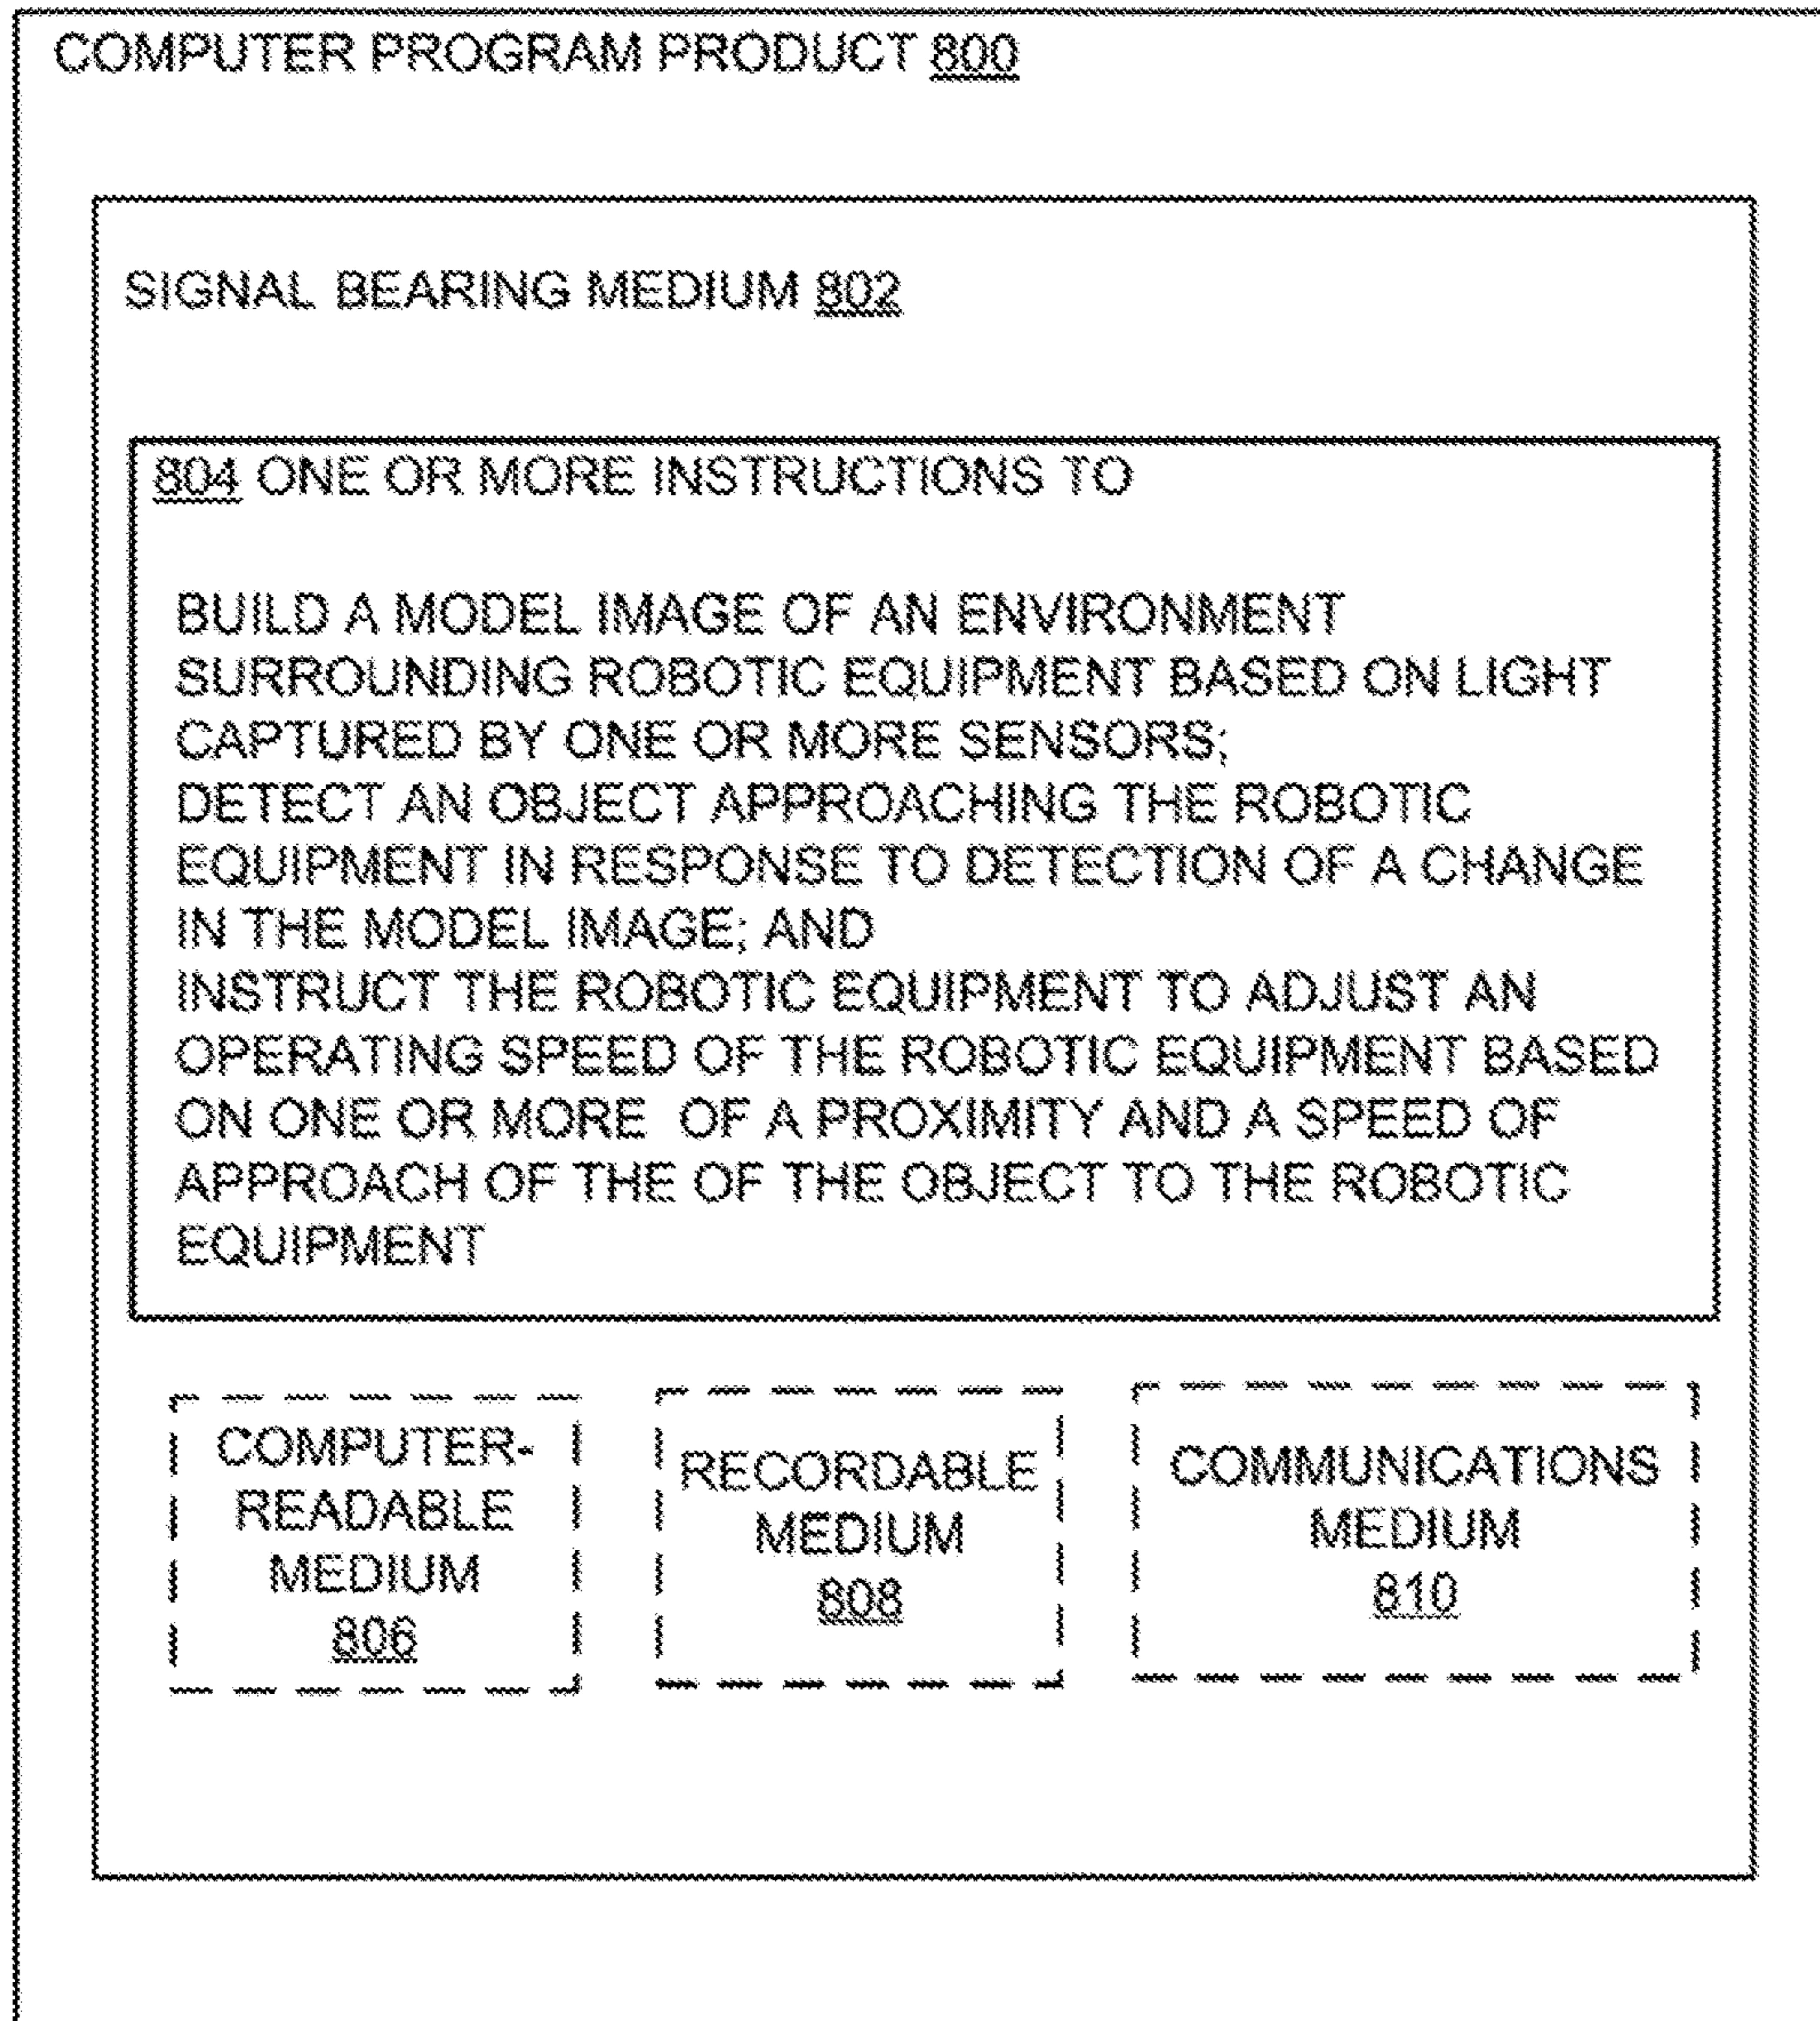 COMPUTER PROGRAM PRODUCT 800
SIGNAL BEARING MEDIUM 802
804 ONE OR MORE INSTRUCTIONS TO
BUILD A MODEL IMAGE OF AN ENVIRONMENT
SURROUNDING ROBOTIC EQUIPMENT BASED ON LIGHT
CAPTURED BY ONE OR MORE SENSORS;
DETECT AN OBJECT APPROACHING THE ROBOTIC
EQUIPMENT IN RESPONSE TO DETECTION OF A CHANGE
IN THE MODEL IMAGE; AND
INSTRUCT THE ROBOTIC EQUIPMENT TO ADJUST AN
OPERATING SPEED OF THE ROBOTIC EQUIPMENT BASED
ON ONE OR MORE OF A PROXIMITY AND A SPEED OF
APPROACH OF THE OF THE OBJECT TO THE ROBOTIC
EQUIPMENT
COMPUTER-
READABLE
MEDIUM
806
RECORDABLE
MEDIUM
808
COMMUNICATIONS
MEDIUM
810